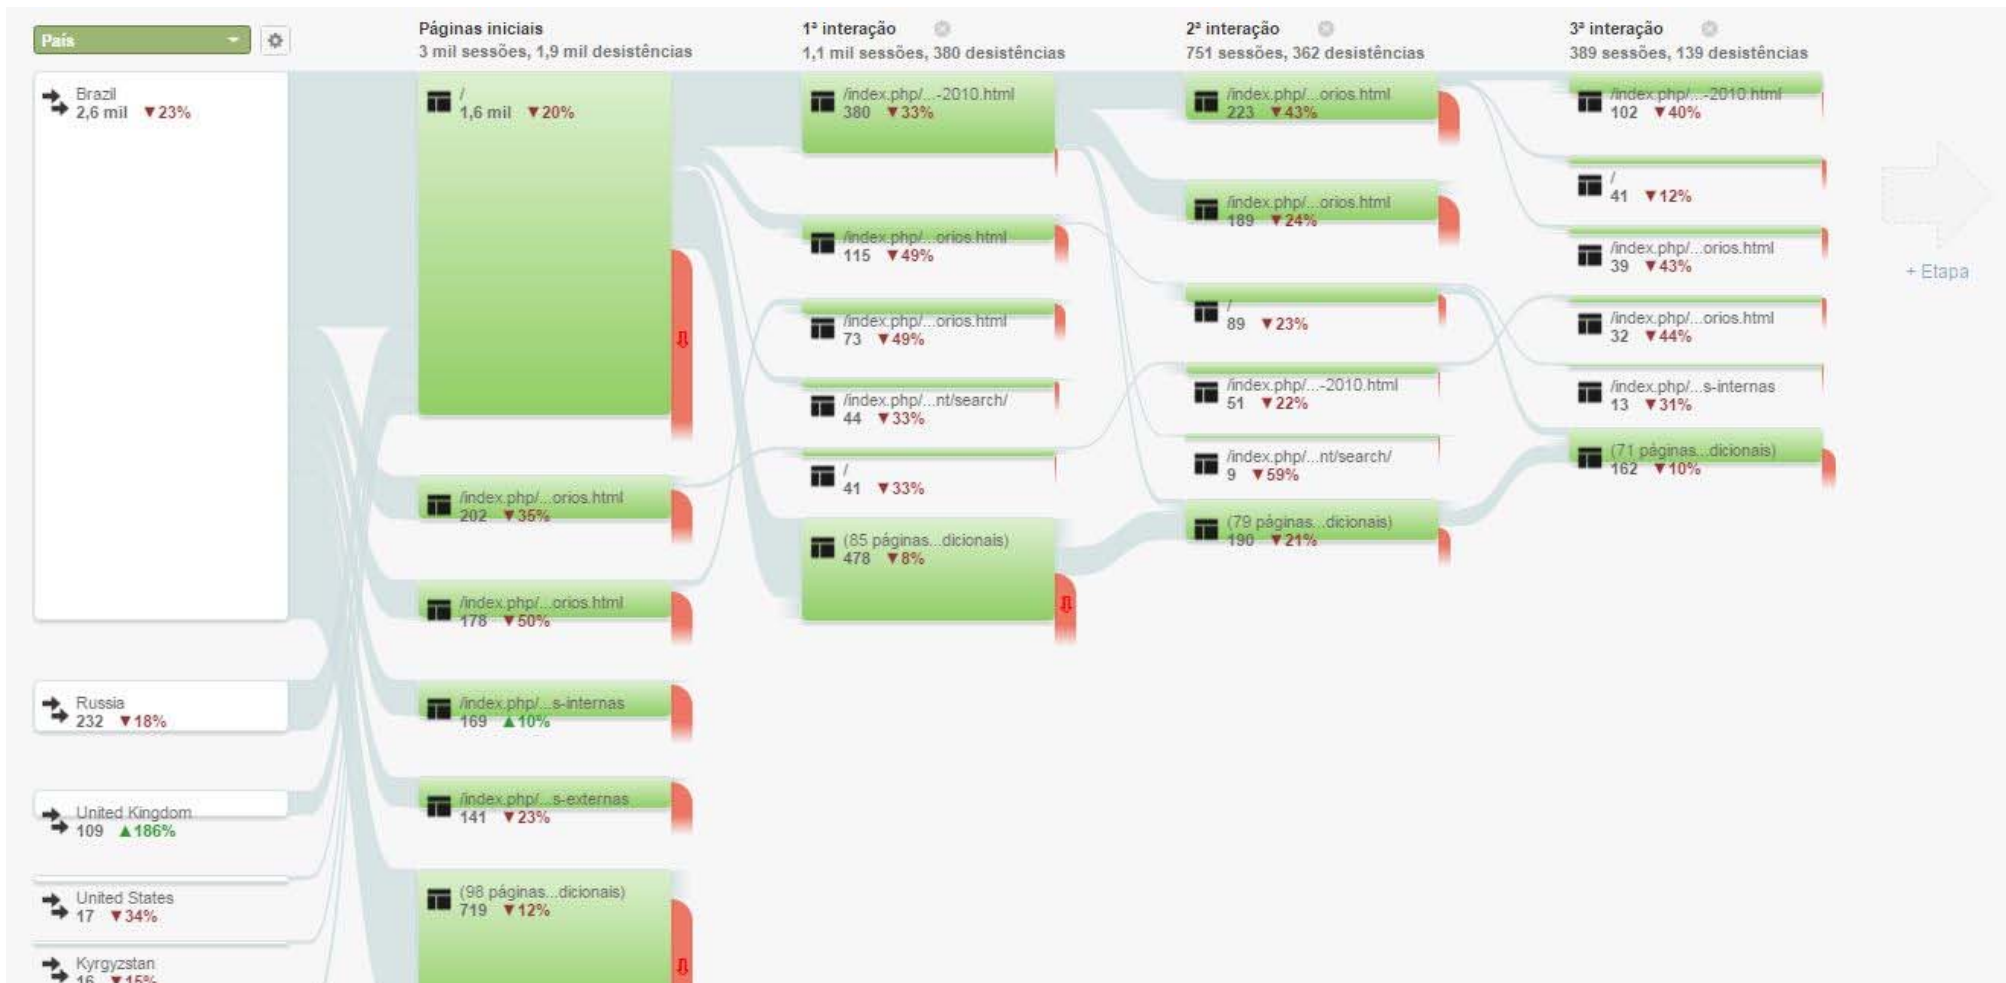 País
Brazil
2,6 mil ▼23%
Russia
232 ▼18%
United Kingdom
109 ▲186%
United States
17 ▼34%
Kyrgyzstan
16 ▼15%
Páginas iniciais
3 mil sessões, 1,9 mil desistências
/
1,6 mil ▼20%
/index.php/...orios.html
202 ▼35%
/index.php/...orios.html
178 ▼50%
/index.php/...s-internas
169 ▲10%
/index.php/...s-externas
141 ▼23%
(98 páginas...dicionais)
719 ▼12%
1ª interação
1,1 mil sessões, 380 desistências
/index.php/...-2010.html
380 ▼33%
/index.php/...orios.html
115 ▼49%
/index.php/...orios.html
73 ▼49%
/index.php/...nt/search/
44 ▼33%
/
41 ▼33%
(85 páginas...dicionais)
478 ▼8%
2ª interação
751 sessões, 362 desistências
/index.php/...orios.html
223 ▼43%
/index.php/...orios.html
189 ▼24%
/
89 ▼23%
/index.php/...-2010.html
51 ▼22%
/index.php/...nt/search/
9 ▼59%
(79 páginas...dicionais)
190 ▼21%
3ª interação
389 sessões, 139 desistências
/index.php/...-2010.html
102 ▼40%
/
41 ▼12%
/index.php/...orios.html
39 ▼43%
/index.php/...orios.html
32 ▼44%
/index.php/...s-internas
13 ▼31%
(71 páginas...dicionais)
162 ▼10%
+ Etapa